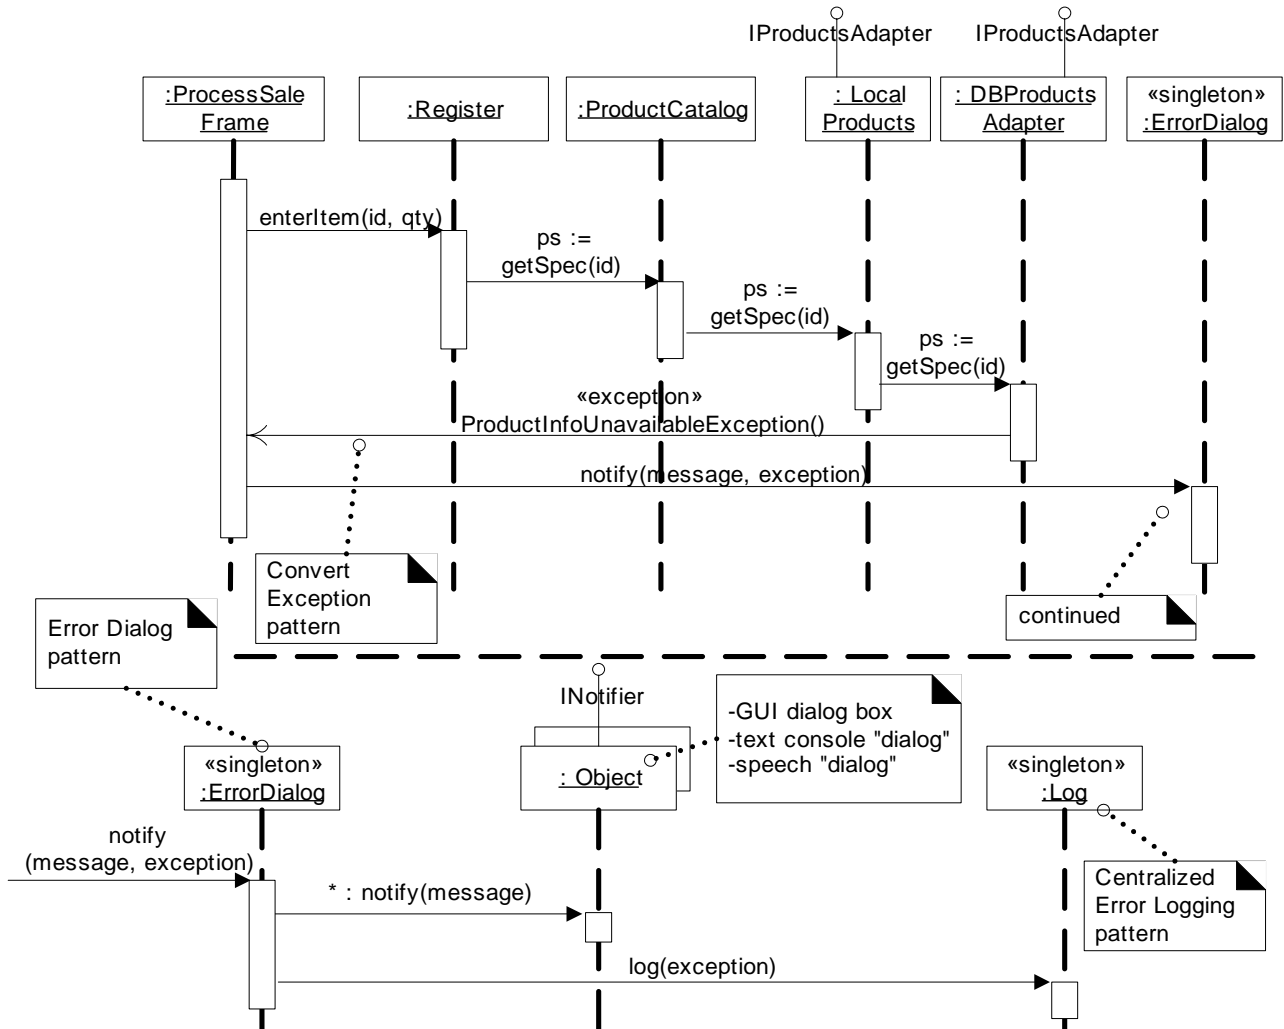 IProductsAdapter
IProductsAdapter
:ProcessSale
Frame
:Register
:ProductCatalog
: Local
Products
: DBProducts
Adapter
«singleton»
:ErrorDialog
enterItem(id, qty)
ps :=
getSpec(id)
ps :=
getSpec(id)
ps :=
getSpec(id)
«exception»
ProductInfoUnavailableException()
notify(message, exception)
Convert
Exception
pattern
continued
Error Dialog
pattern
INotifier
-GUI dialog box
-text console "dialog"
-speech "dialog"
«singleton»
:ErrorDialog
: Object
«singleton»
:Log
notify
(message, exception)
* : notify(message)
Centralized
Error Logging
pattern
log(exception)